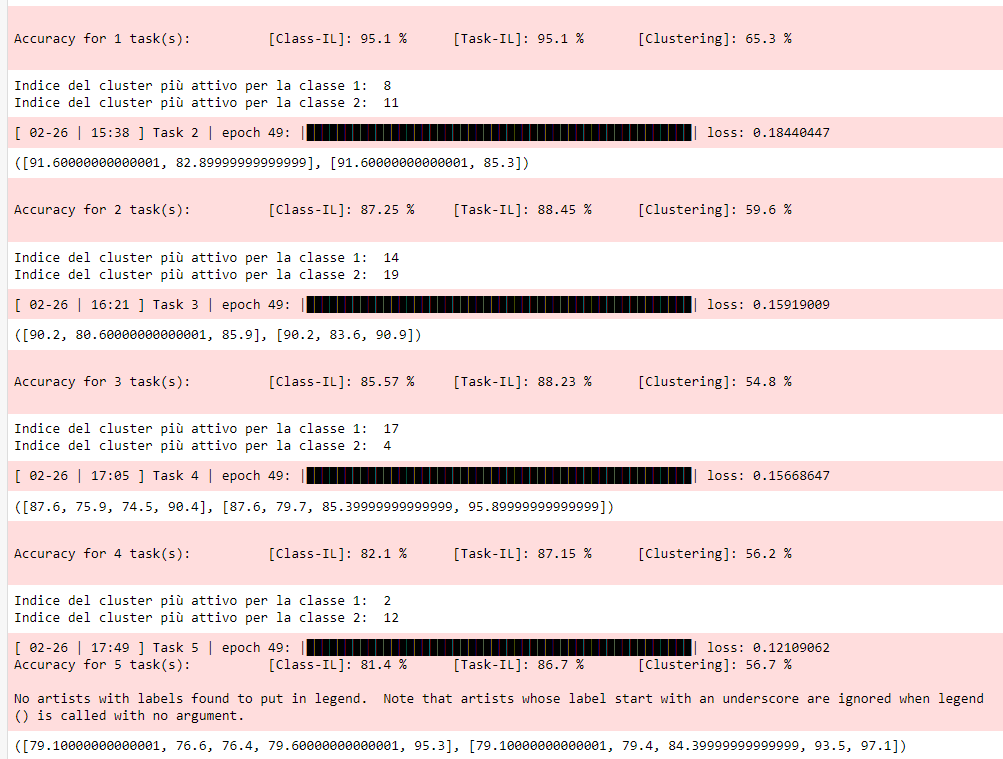 Accuracy for 1 task(s): [Class-IL]: 95.1 % [Task-IL]: 95.1 % [Clustering]: 65.3 %
Indice del cluster più attivo per la classe 1: 8
Indice del cluster più attivo per la classe 2: 11
[ 02-26 | 15:38 ] Task 2 | epoch 49: || loss: 0.18440447
([91.60000000000001, 82.89999999999999], [91.60000000000001, 85.3])
Accuracy for 2 task(s): [Class-IL]: 87.25 % [Task-IL]: 88.45 % [Clustering]: 59.6 %
Indice del cluster più attivo per la classe 1: 14
Indice del cluster più attivo per la classe 2: 19
[ 02-26 | 16:21 ] Task 3 | epoch 49: || loss: 0.15919009
([90.2, 80.60000000000001, 85.9], [90.2, 83.6, 90.9])
Accuracy for 3 task(s): [Class-IL]: 85.57 % [Task-IL]: 88.23 % [Clustering]: 54.8 %
Indice del cluster più attivo per la classe 1: 17
Indice del cluster più attivo per la classe 2: 4
[ 02-26 | 17:05 ] Task 4 | epoch 49: || loss: 0.15668647
([87.6, 75.9, 74.5, 90.4], [87.6, 79.7, 85.39999999999999, 95.89999999999999])
Accuracy for 4 task(s): [Class-IL]: 82.1 % [Task-IL]: 87.15 % [Clustering]: 56.2 %
Indice del cluster più attivo per la classe 1: 2
Indice del cluster più attivo per la classe 2: 12
[ 02-26 | 17:49 ] Task 5 | epoch 49: || loss: 0.12109062
Accuracy for 5 task(s): [Class-IL]: 81.4 % [Task-IL]: 86.7 % [Clustering]: 56.7 %
No artists with labels found to put in legend.  Note that artists whose label start with an underscore are ignored when legend
() is called with no argument.
([79.10000000000001, 76.6, 76.4, 79.60000000000001, 95.3], [79.10000000000001, 79.4, 84.39999999999999, 93.5, 97.1])